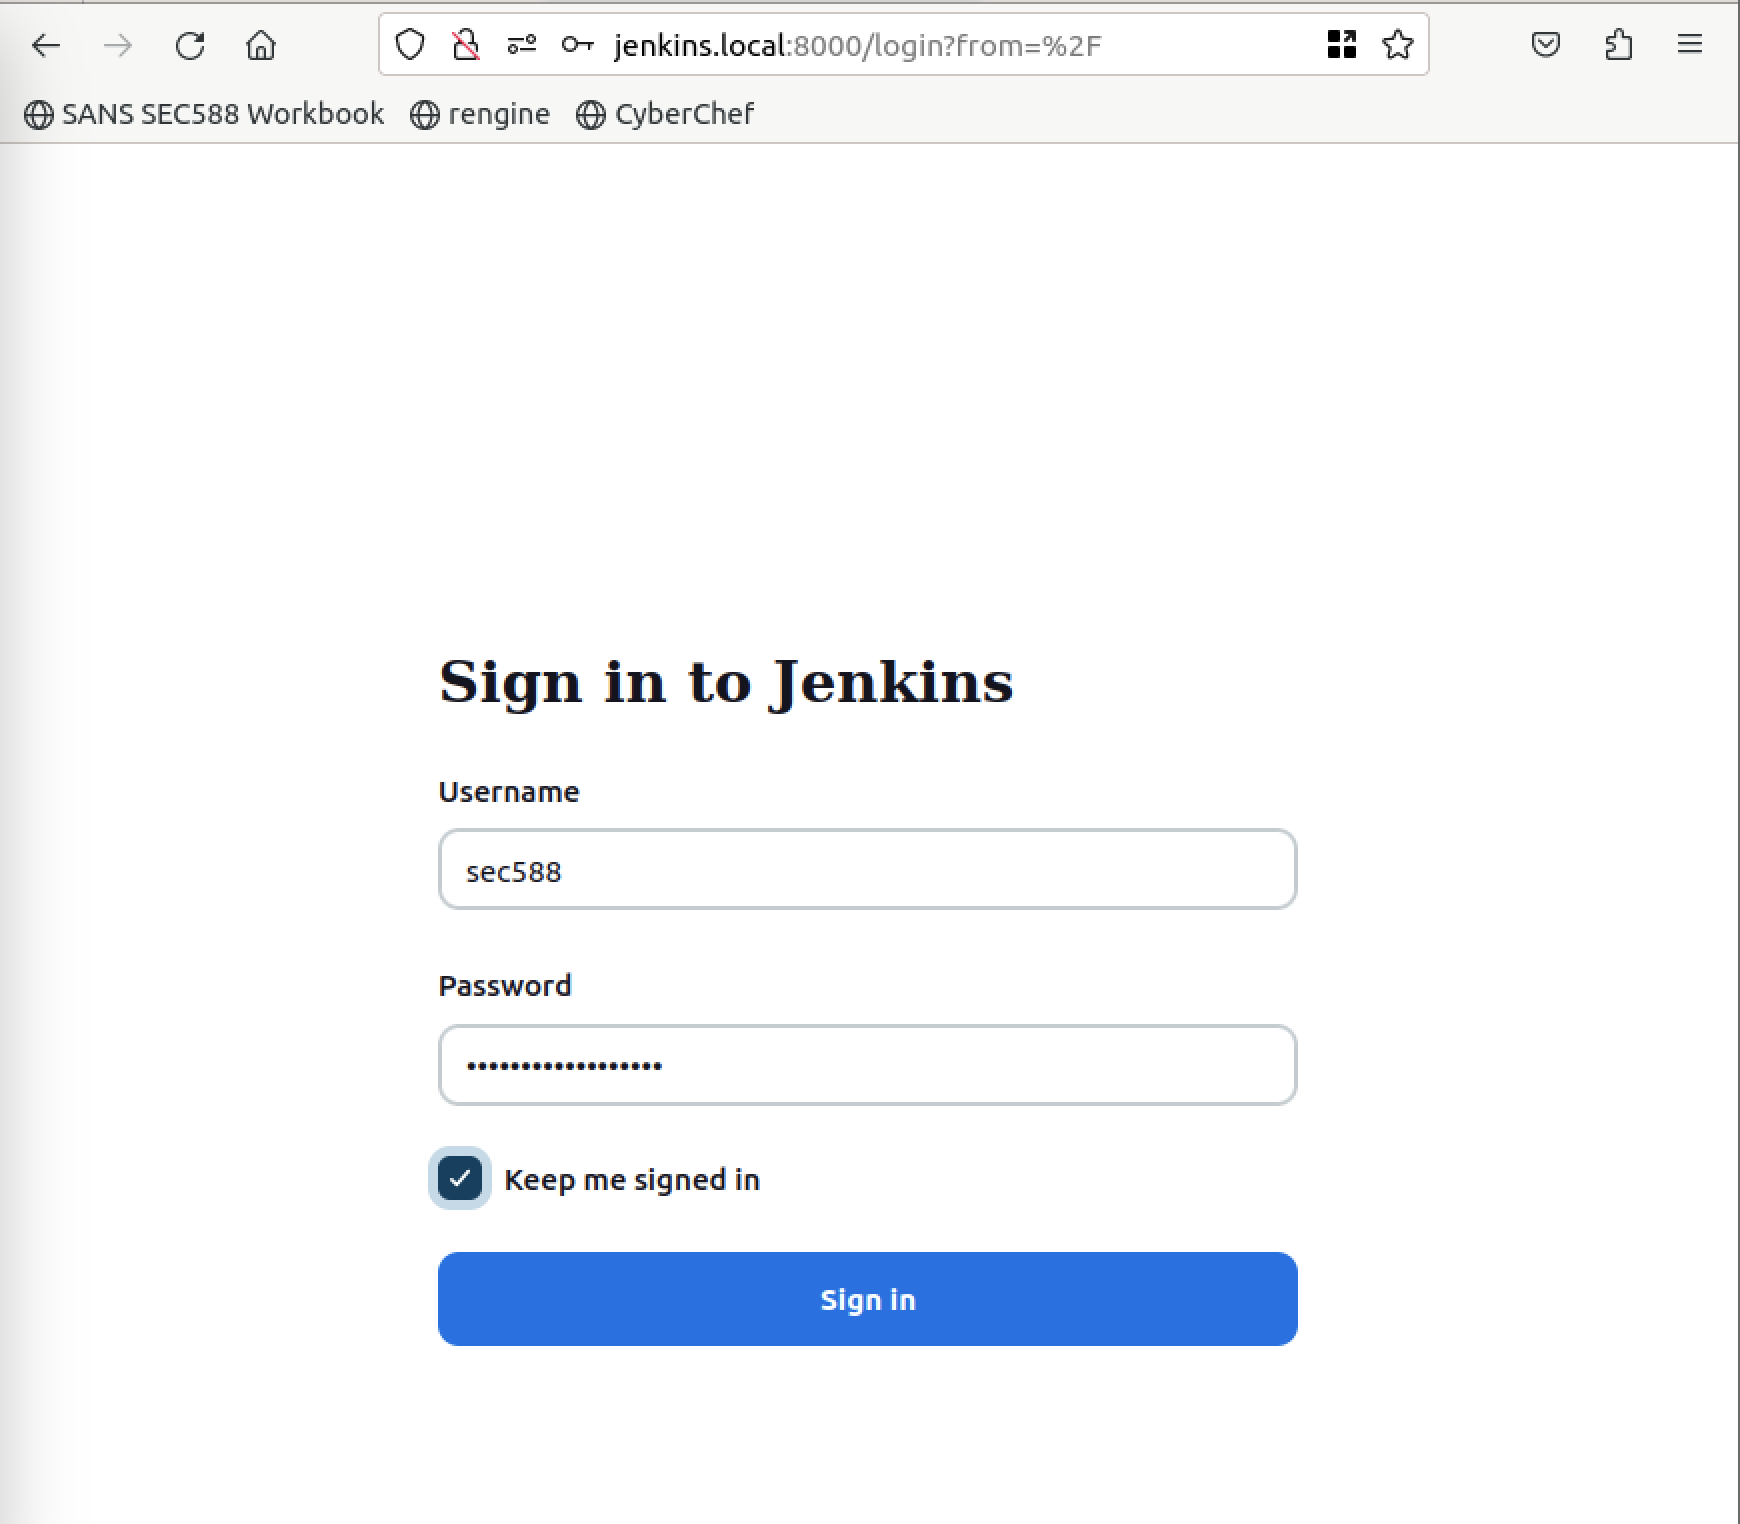 jenkins.local:8000/login?from=%2F
SANS SEC588 Workbook rengine CyberChef
Sign in to Jenkins
Username
sec588
Password
••••••••••••••••••
Keep me signed in
Sign in